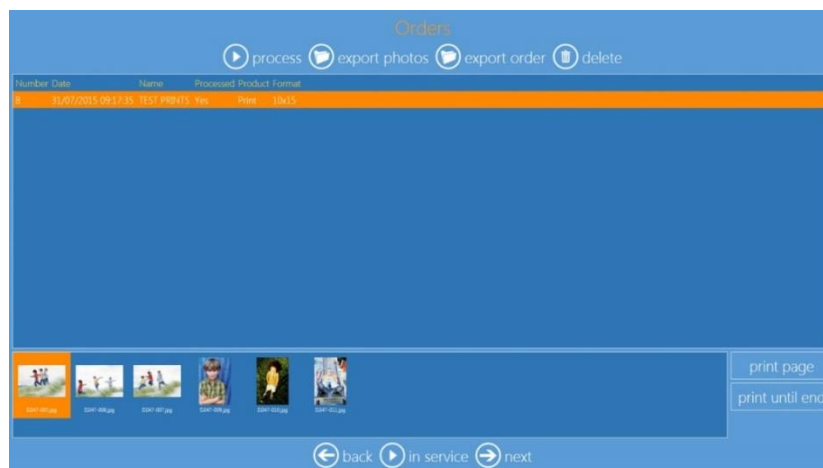 Orders
process export photos export order delete
Number Date Name Processed Product Format
8 31/07/2015 09:17:35 TEST PRINTS Yes Print 10x15
print page
print until end
back in service next